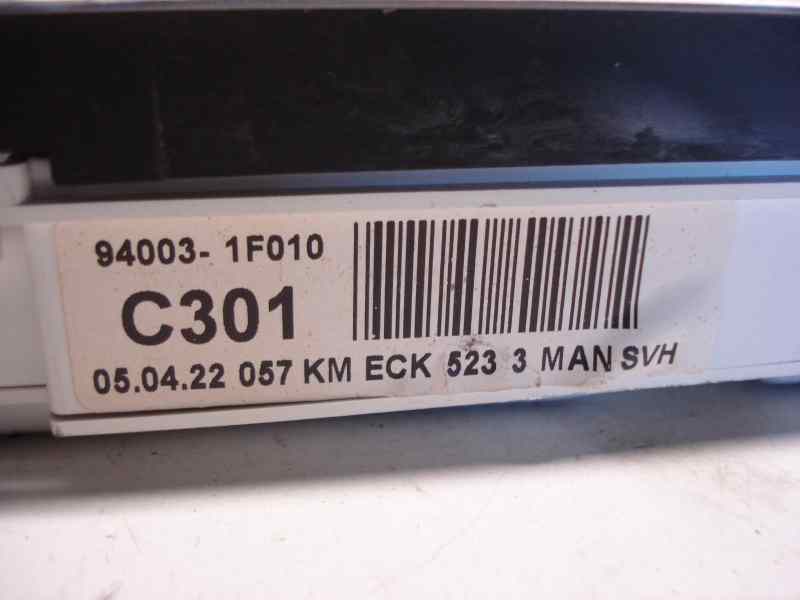 94003- 1F010
C301
05.04.22 057 KM ECK 523 3 MAN SVH